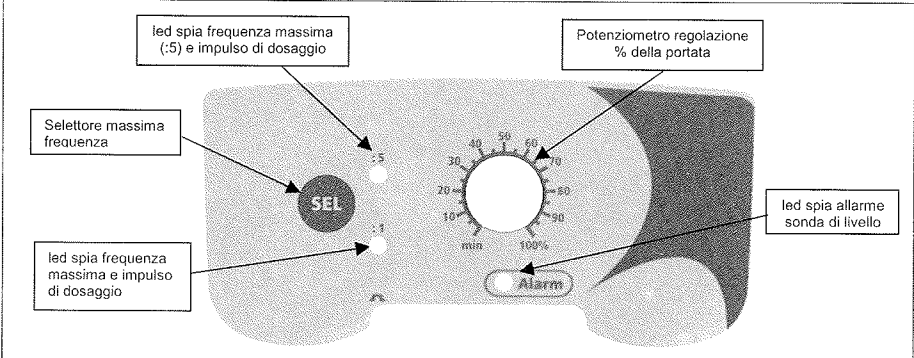 led spia frequenza massima
(:5) e impulso di dosaggio
Potenziometro regolazione
% della portata
Selettore massima
frequenza
:5
SEL
:1
led spia frequenza
massima e impulso
di dosaggio
min
10
20
30
40
50
60
70
80
90
100%
led spia allarme
sonda di livello
Alarm